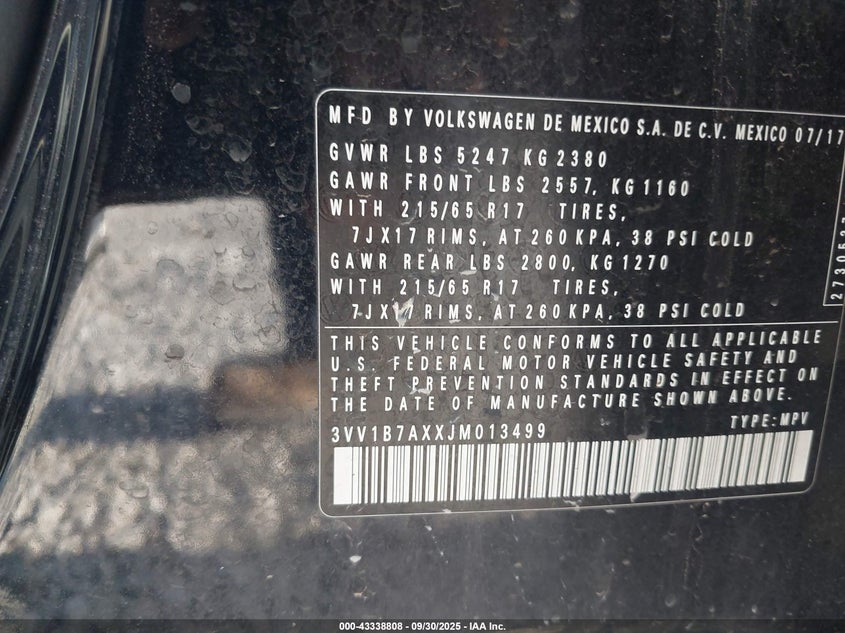 MFD BY VOLKSWAGEN DE MEXICO S.A. DE C.V. MEXICO 07/17
GVWR LBS 5247 KG 2380
GAWR FRONT LBS 2557, KG 1160
WITH 215/65 R17 TIRES,
7JX17 RIMS, AT 260 KPA, 38 PSI COLD
GAWR REAR LBS 2800, KG 1270
WITH 215/65 R17 TIRES,
7JX17 RIMS, AT 260 KPA, 38 PSI COLD
THIS VEHICLE CONFORMS TO ALL APPLICABLE
U.S. FEDERAL MOTOR VEHICLE SAFETY AND
THEFT PREVENTION STANDARDS IN EFFECT ON
THE DATE OF MANUFACTURE SHOWN ABOVE.
3VV1B7AXXJM013499 TYPE: MPV
000-43338808 - 09/30/2025 - IAA Inc.